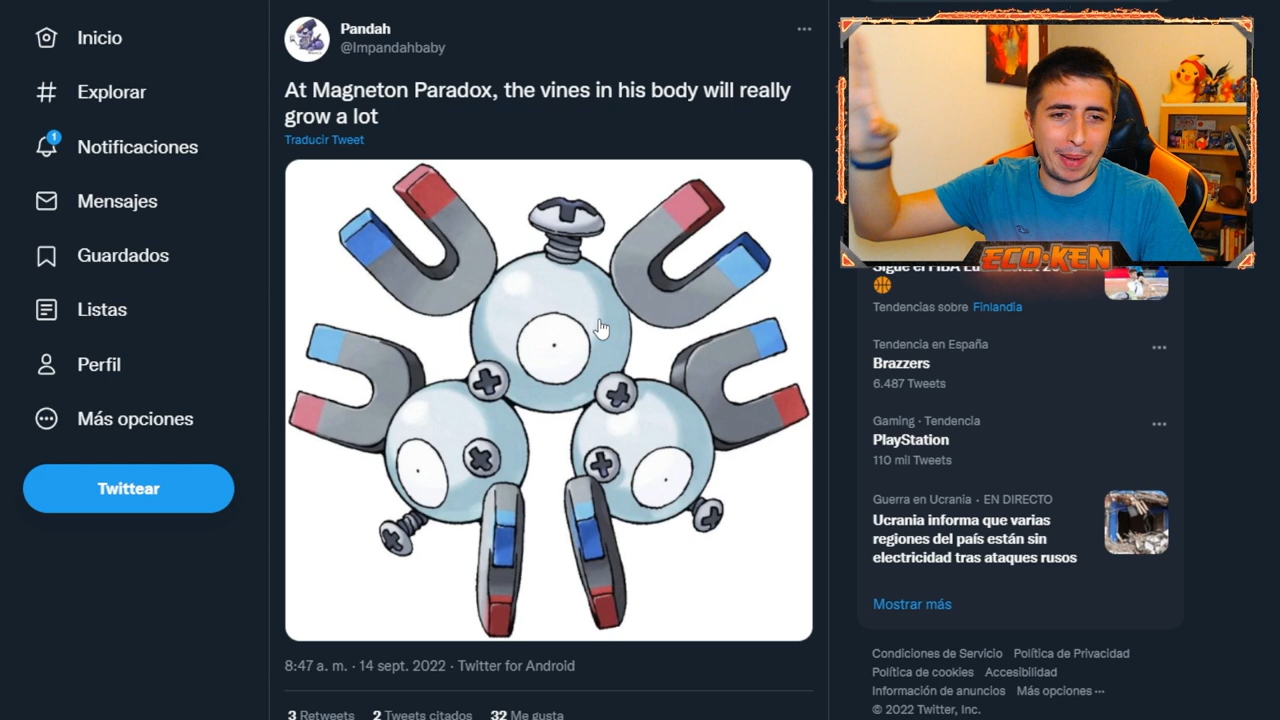 Inicio
Explorar
1
Notificaciones
Mensajes
Guardados
Listas
Perfil
Más opciones
Twittear
Pandah
@Impandahbaby
At Magneton Paradox, the vines in his body will really
grow a lot
Traducir Tweet
8:47 a. m. · 14 sept. 2022 · Twitter for Android
3 Retweets 2 Tweets citados 32 Me gusta
ECO·KEN
Tendencias sobre Finlandia
Tendencia en España
Brazzers
6.487 Tweets
Gaming · Tendencia
PlayStation
110 mil Tweets
Guerra en Ucrania · EN DIRECTO
Ucrania informa que varias
regiones del país están sin
electricidad tras ataques rusos
Mostrar más
Condiciones de Servicio Política de Privacidad
Política de cookies Accesibilidad
Información de anuncios Más opciones ···
© 2022 Twitter, Inc.